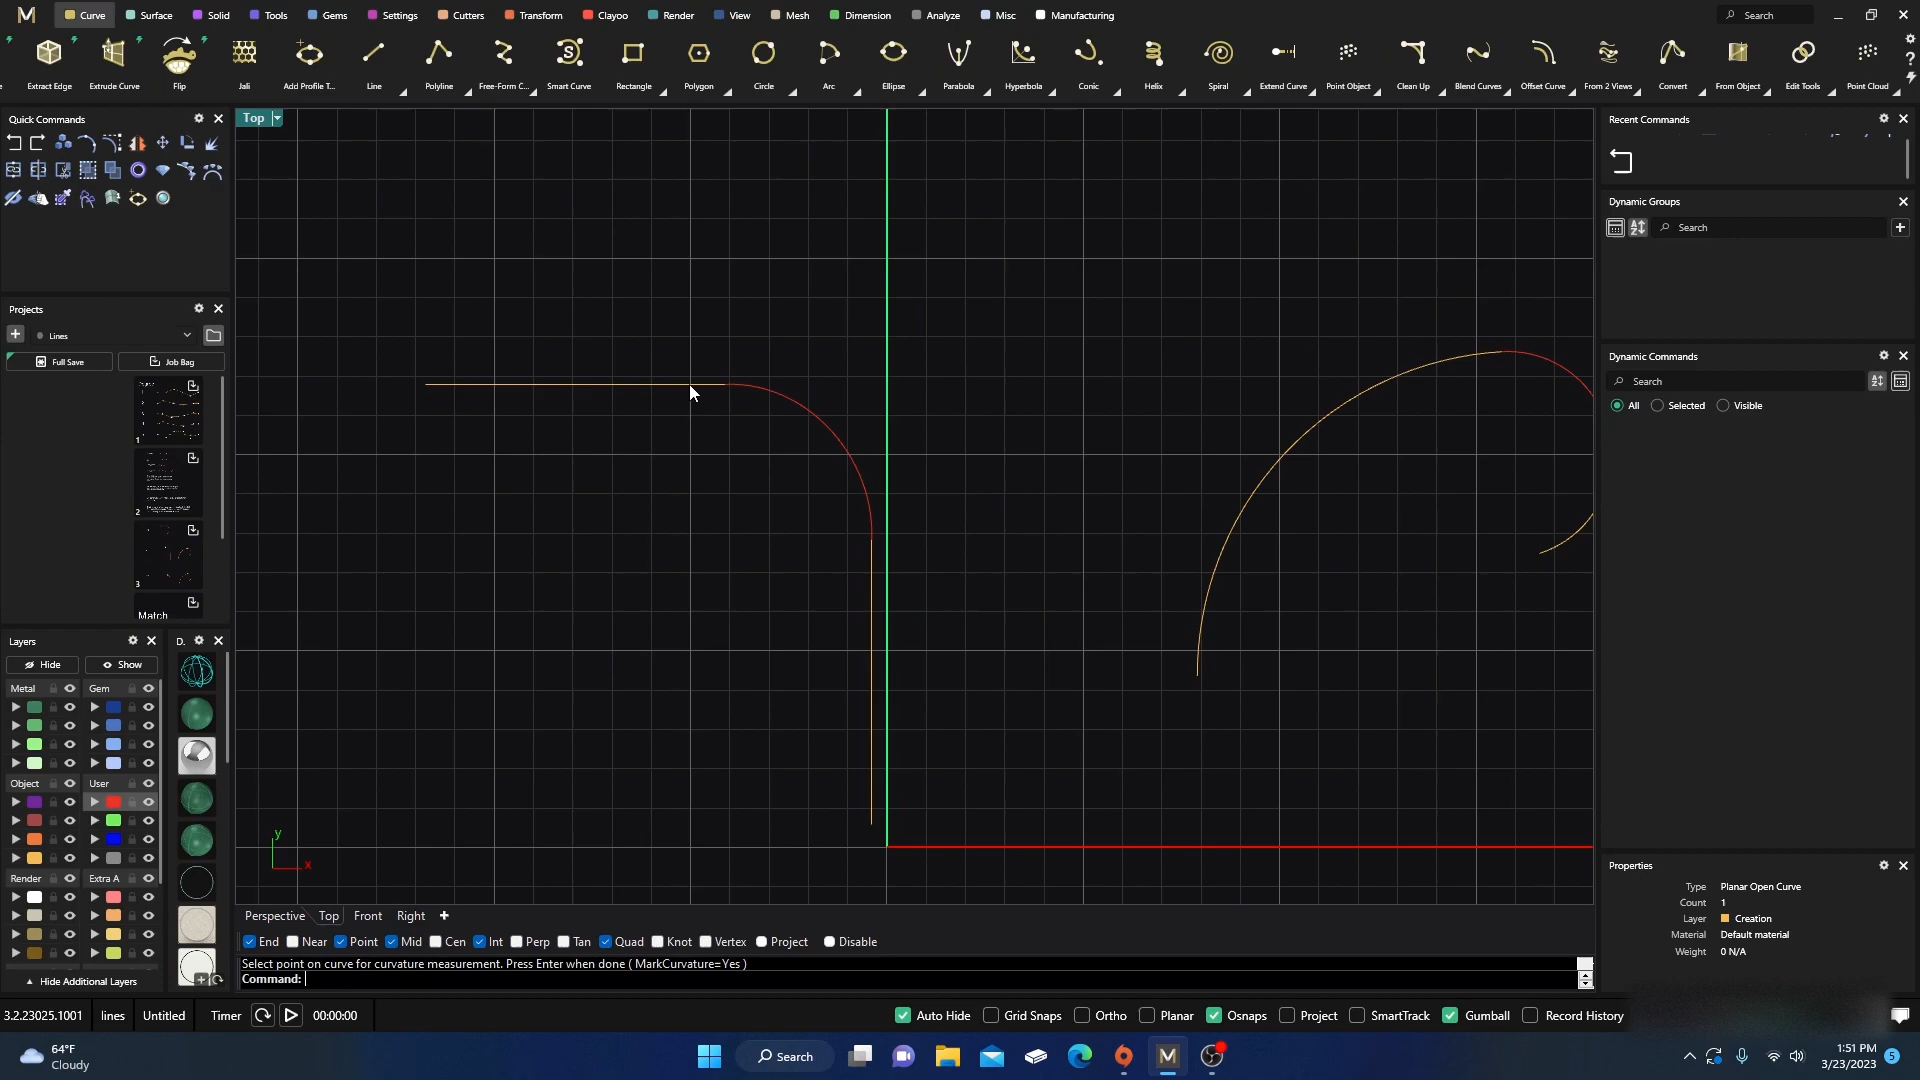 Curve Surface Solid Tools Gems Settings Cutters Transform Clayoo Render View Mesh Dimension Analyze Misc Manufacturing Search
Extract Edge Extrude Curve Flip Jali Add Profile T... Line Polyline Free-Form C... Smart Curve Rectangle Polygon Circle Arc Ellipse Parabola Hyperbola Conic Helix Spiral Extend Curve Point Object Clean Up Blend Curves Offset Curve From 2 Views Convert From Object Edit Tools Point Cloud
Quick Commands
Projects
Lines
Full Save Job Bag
1
2
3
Match
Layers D.
Hide Show
Metal Gem
Object User
Render Extra A
Hide Additional Layers
Top
y
x
Perspective Top Front Right
End Near Point Mid Cen Int Perp Tan Quad Knot Vertex Project Disable
Select point on curve for curvature measurement. Press Enter when done ( MarkCurvature=Yes )
Command:
Recent Commands
Dynamic Groups
Search
Dynamic Commands
Search
All Selected Visible
Properties
Type Planar Open Curve
Count 1
Layer Creation
Material Default material
Weight 0 N/A
3.2.23025.1001 lines Untitled Timer 00:00:00 Auto Hide Grid Snaps Ortho Planar Osnaps Project SmartTrack Gumball Record History
64°F
Cloudy
Search
1:51 PM
3/23/2023
5